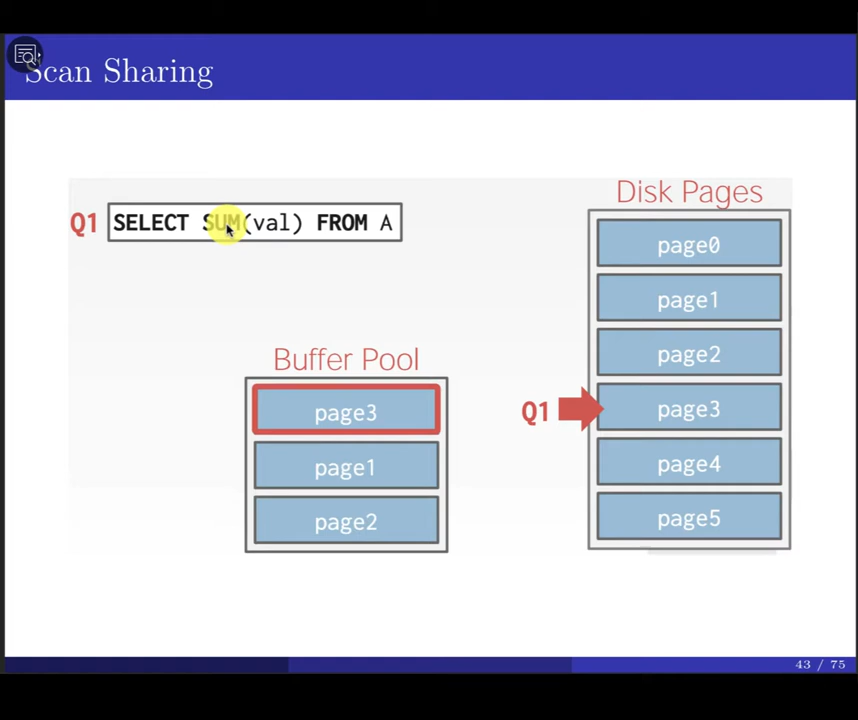 Scan Sharing
Q1 SELECT SUM(val) FROM A
Disk Pages
page0
page1
page2
Q1 page3
page4
page5
Buffer Pool
page3
page1
page2
43 / 75